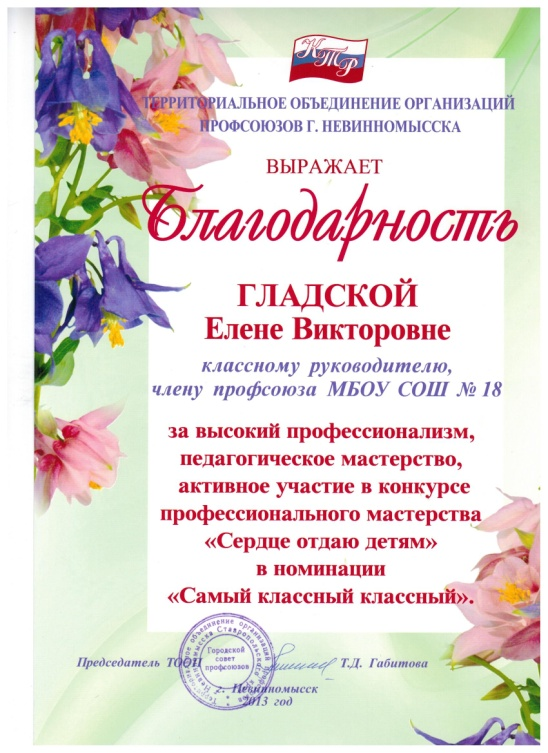 КТР
ТЕРРИТОРИАЛЬНОЕ ОБЪЕДИНЕНИЕ ОРГАНИЗАЦИЙ
ПРОФСОЮЗОВ Г. НЕВИННОМЫССКА
ВЫРАЖАЕТ
Благодарность
ГЛАДСКОЙ
Елене Викторовне
классному руководителю,
члену профсоюза МБОУ СОШ № 18
за высокий профессионализм,
педагогическое мастерство,
активное участие в конкурсе
профессионального мастерства
«Сердце отдаю детям»
в номинации
«Самый классный классный».
Председатель ТООП Т.Д. Габитова
Городской
совет
профсоюзов
г. Невинномысск
2013 год